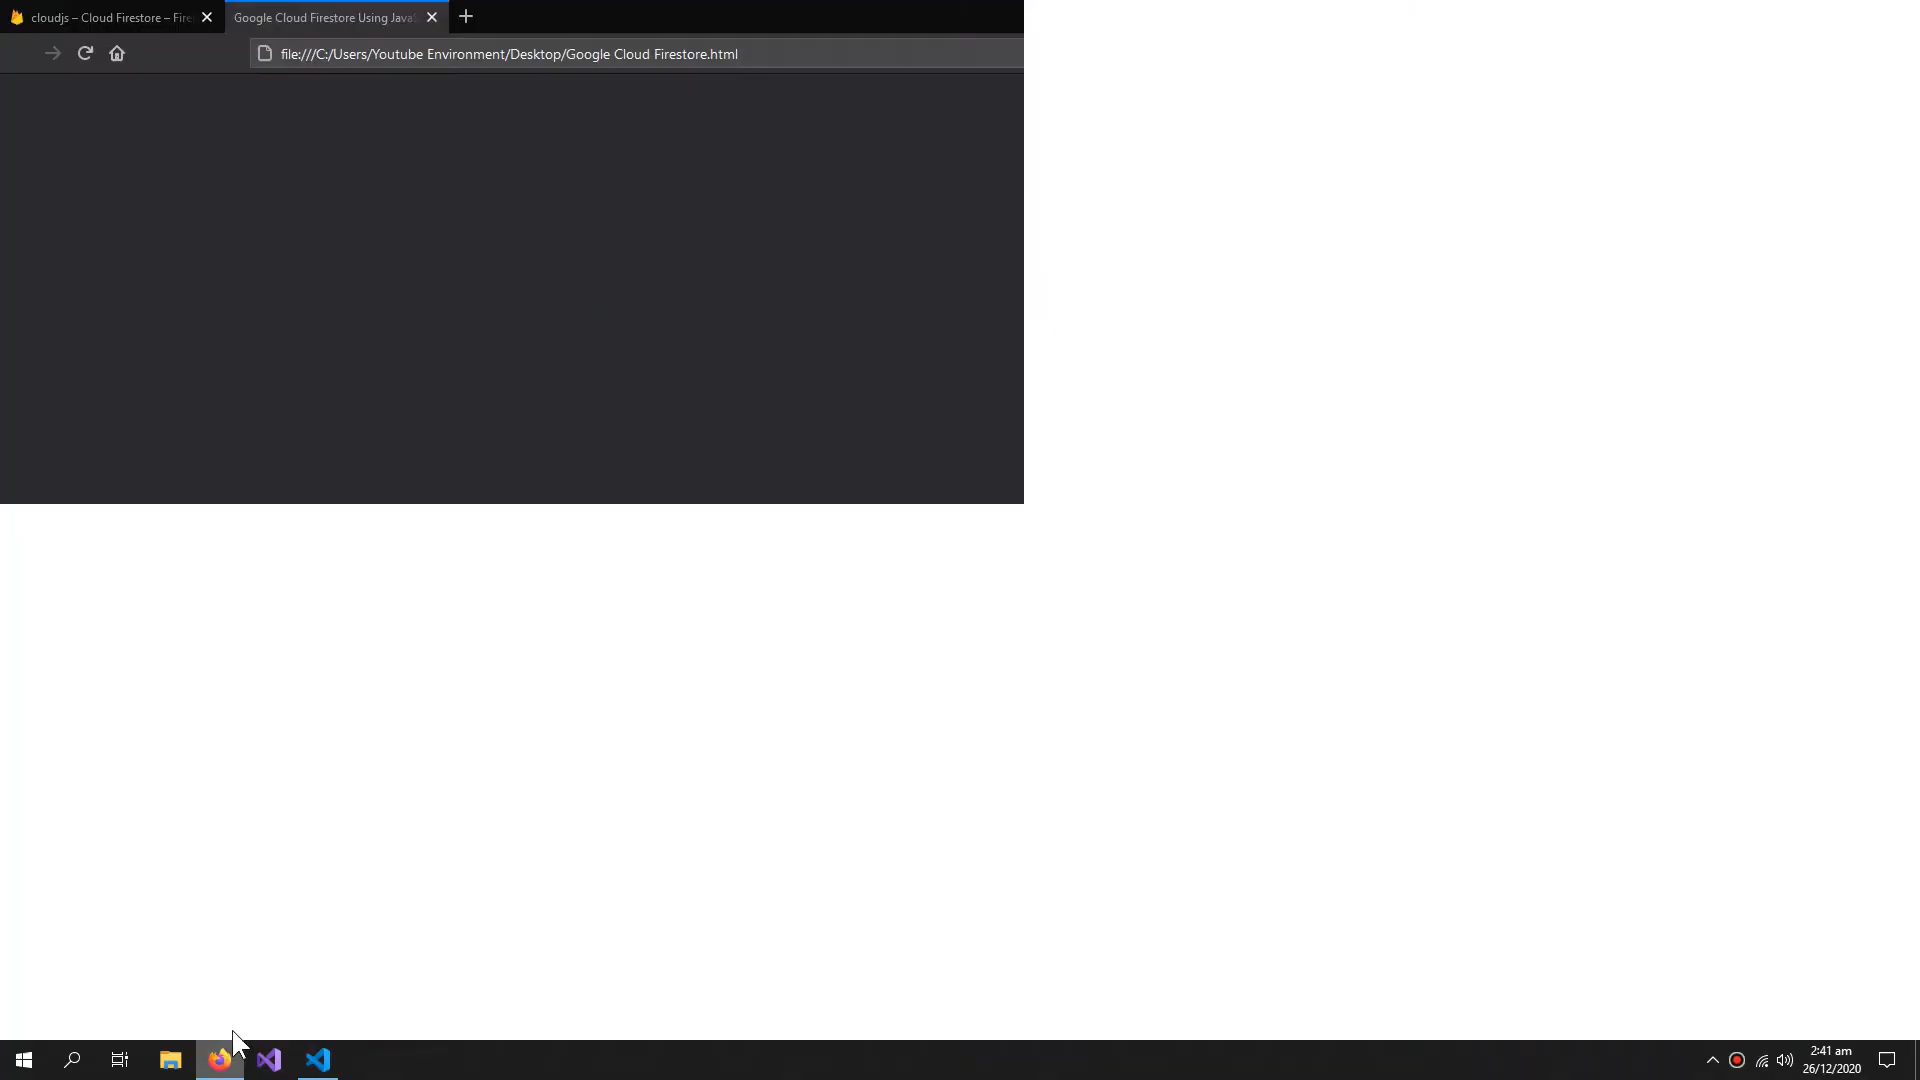 cloudjs – Cloud Firestore – Fire
Google Cloud Firestore Using Java
file:///C:/Users/Youtube Environment/Desktop/Google Cloud Firestore.html
2:41 am
26/12/2020